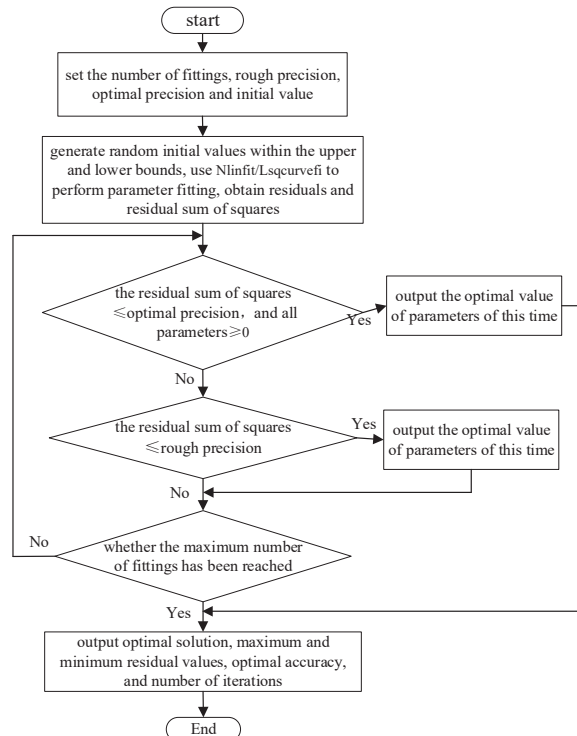 start
set the number of fittings, rough precision,
optimal precision and initial value
generate random initial values within the upper
and lower bounds, use Nlinfit/Lsqcurvefi to
perform parameter fitting, obtain residuals and
residual sum of squares
the residual sum of squares
≤optimal precision，and all
parameters≥0
Yes
output the optimal value
of parameters of this time
No
the residual sum of squares
≤rough precision
Yes
output the optimal value
of parameters of this time
No
whether the maximum number
of fittings has been reached
No
Yes
output optimal solution, maximum and
minimum residual values, optimal accuracy,
and number of iterations
End